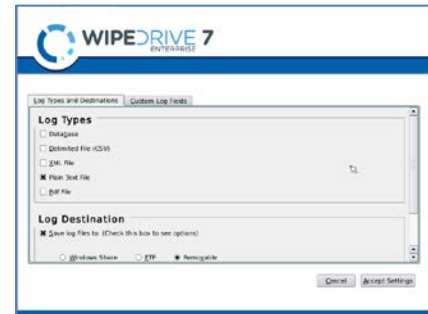 WIPEDRIVE 7
ENTERPRISE
Log Types and Destinations
Custom Log Fields
Log Types
Database
Delimited File (CSV)
XML File
Plain Text File
Pdf File
Log Destination
Save log files to: (Check this box to see options)
Windows Share
FTP
Removable
Cancel
Accept Settings